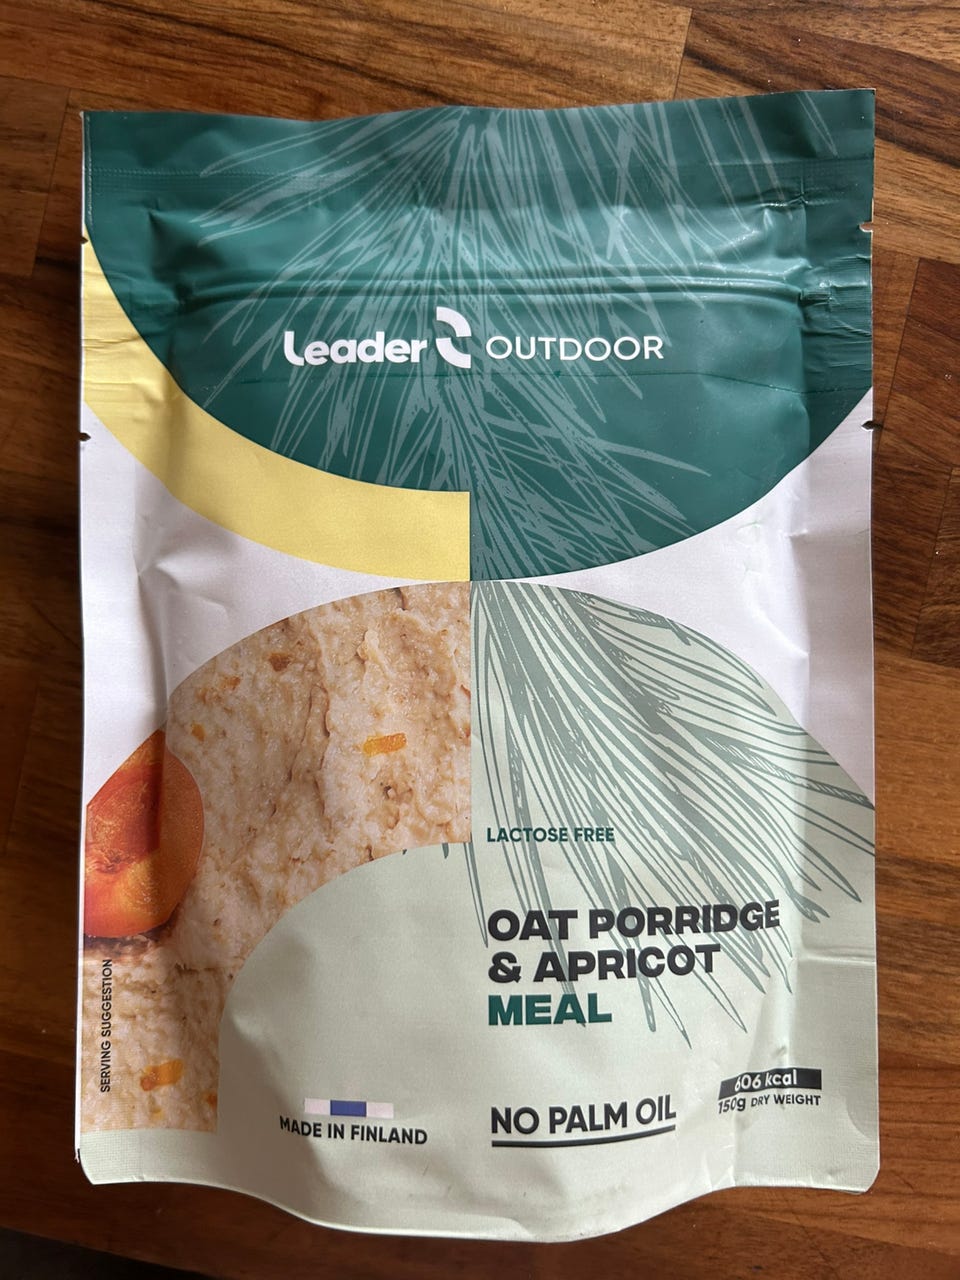 Leader OUTDOOR
LACTOSE FREE
OAT PORRIDGE
& APRICOT
MEAL
SERVING SUGGESTION
MADE IN FINLAND
NO PALM OIL
606 kcal
150g DRY WEIGHT